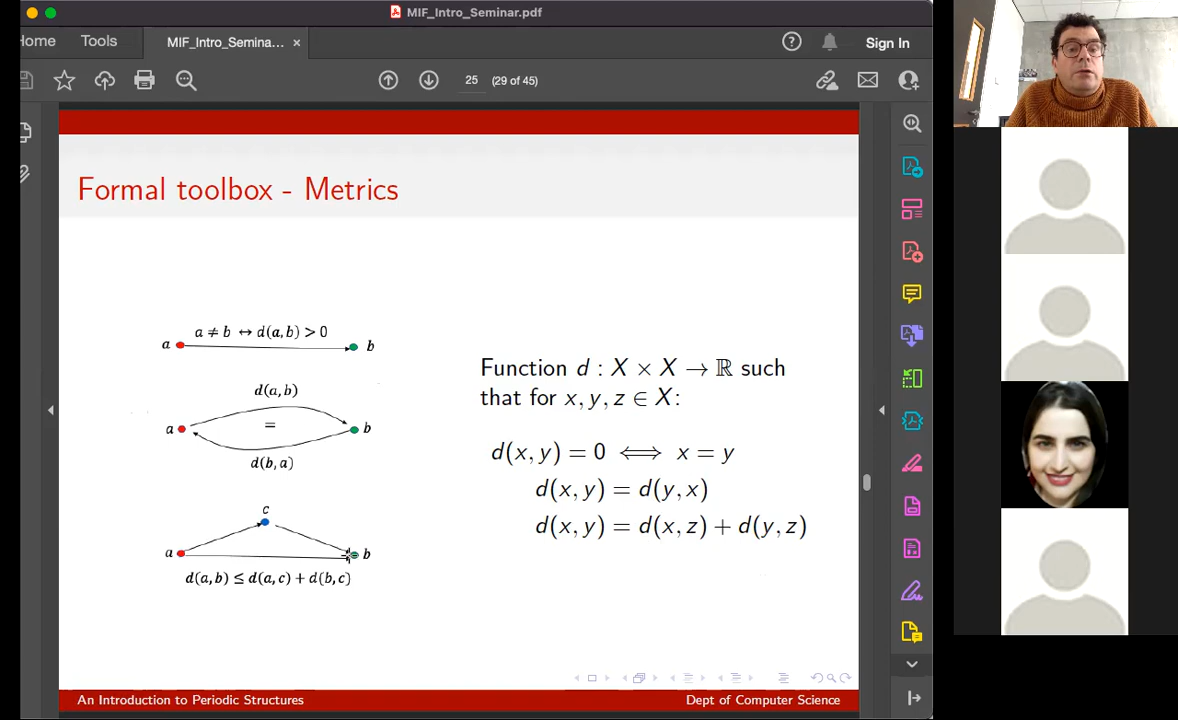 MIF_Intro_Seminar.pdf
Home
Tools
MIF_Intro_Semina... ×
Sign In
25 (29 of 45)
Formal toolbox - Metrics
a ≠ b ↔ d(a,b) > 0
a b
d(a,b)
a = b
d(b,a)
c
a b
d(a,b) ≤ d(a,c) + d(b,c)
Function d : X × X → ℝ such
that for x, y, z ∈ X:
d(x, y) = 0 ⟺ x = y
d(x, y) = d(y, x)
d(x, y) = d(x, z) + d(y, z)
An Introduction to Periodic Structures
Dept of Computer Science